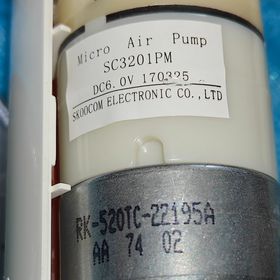 Micro Air Pump
SC3201PM
DC6.0V 170325
SKOOCOM ELECTRONIC CO.,LTD
RK-520TC-22195A
AA 74 02